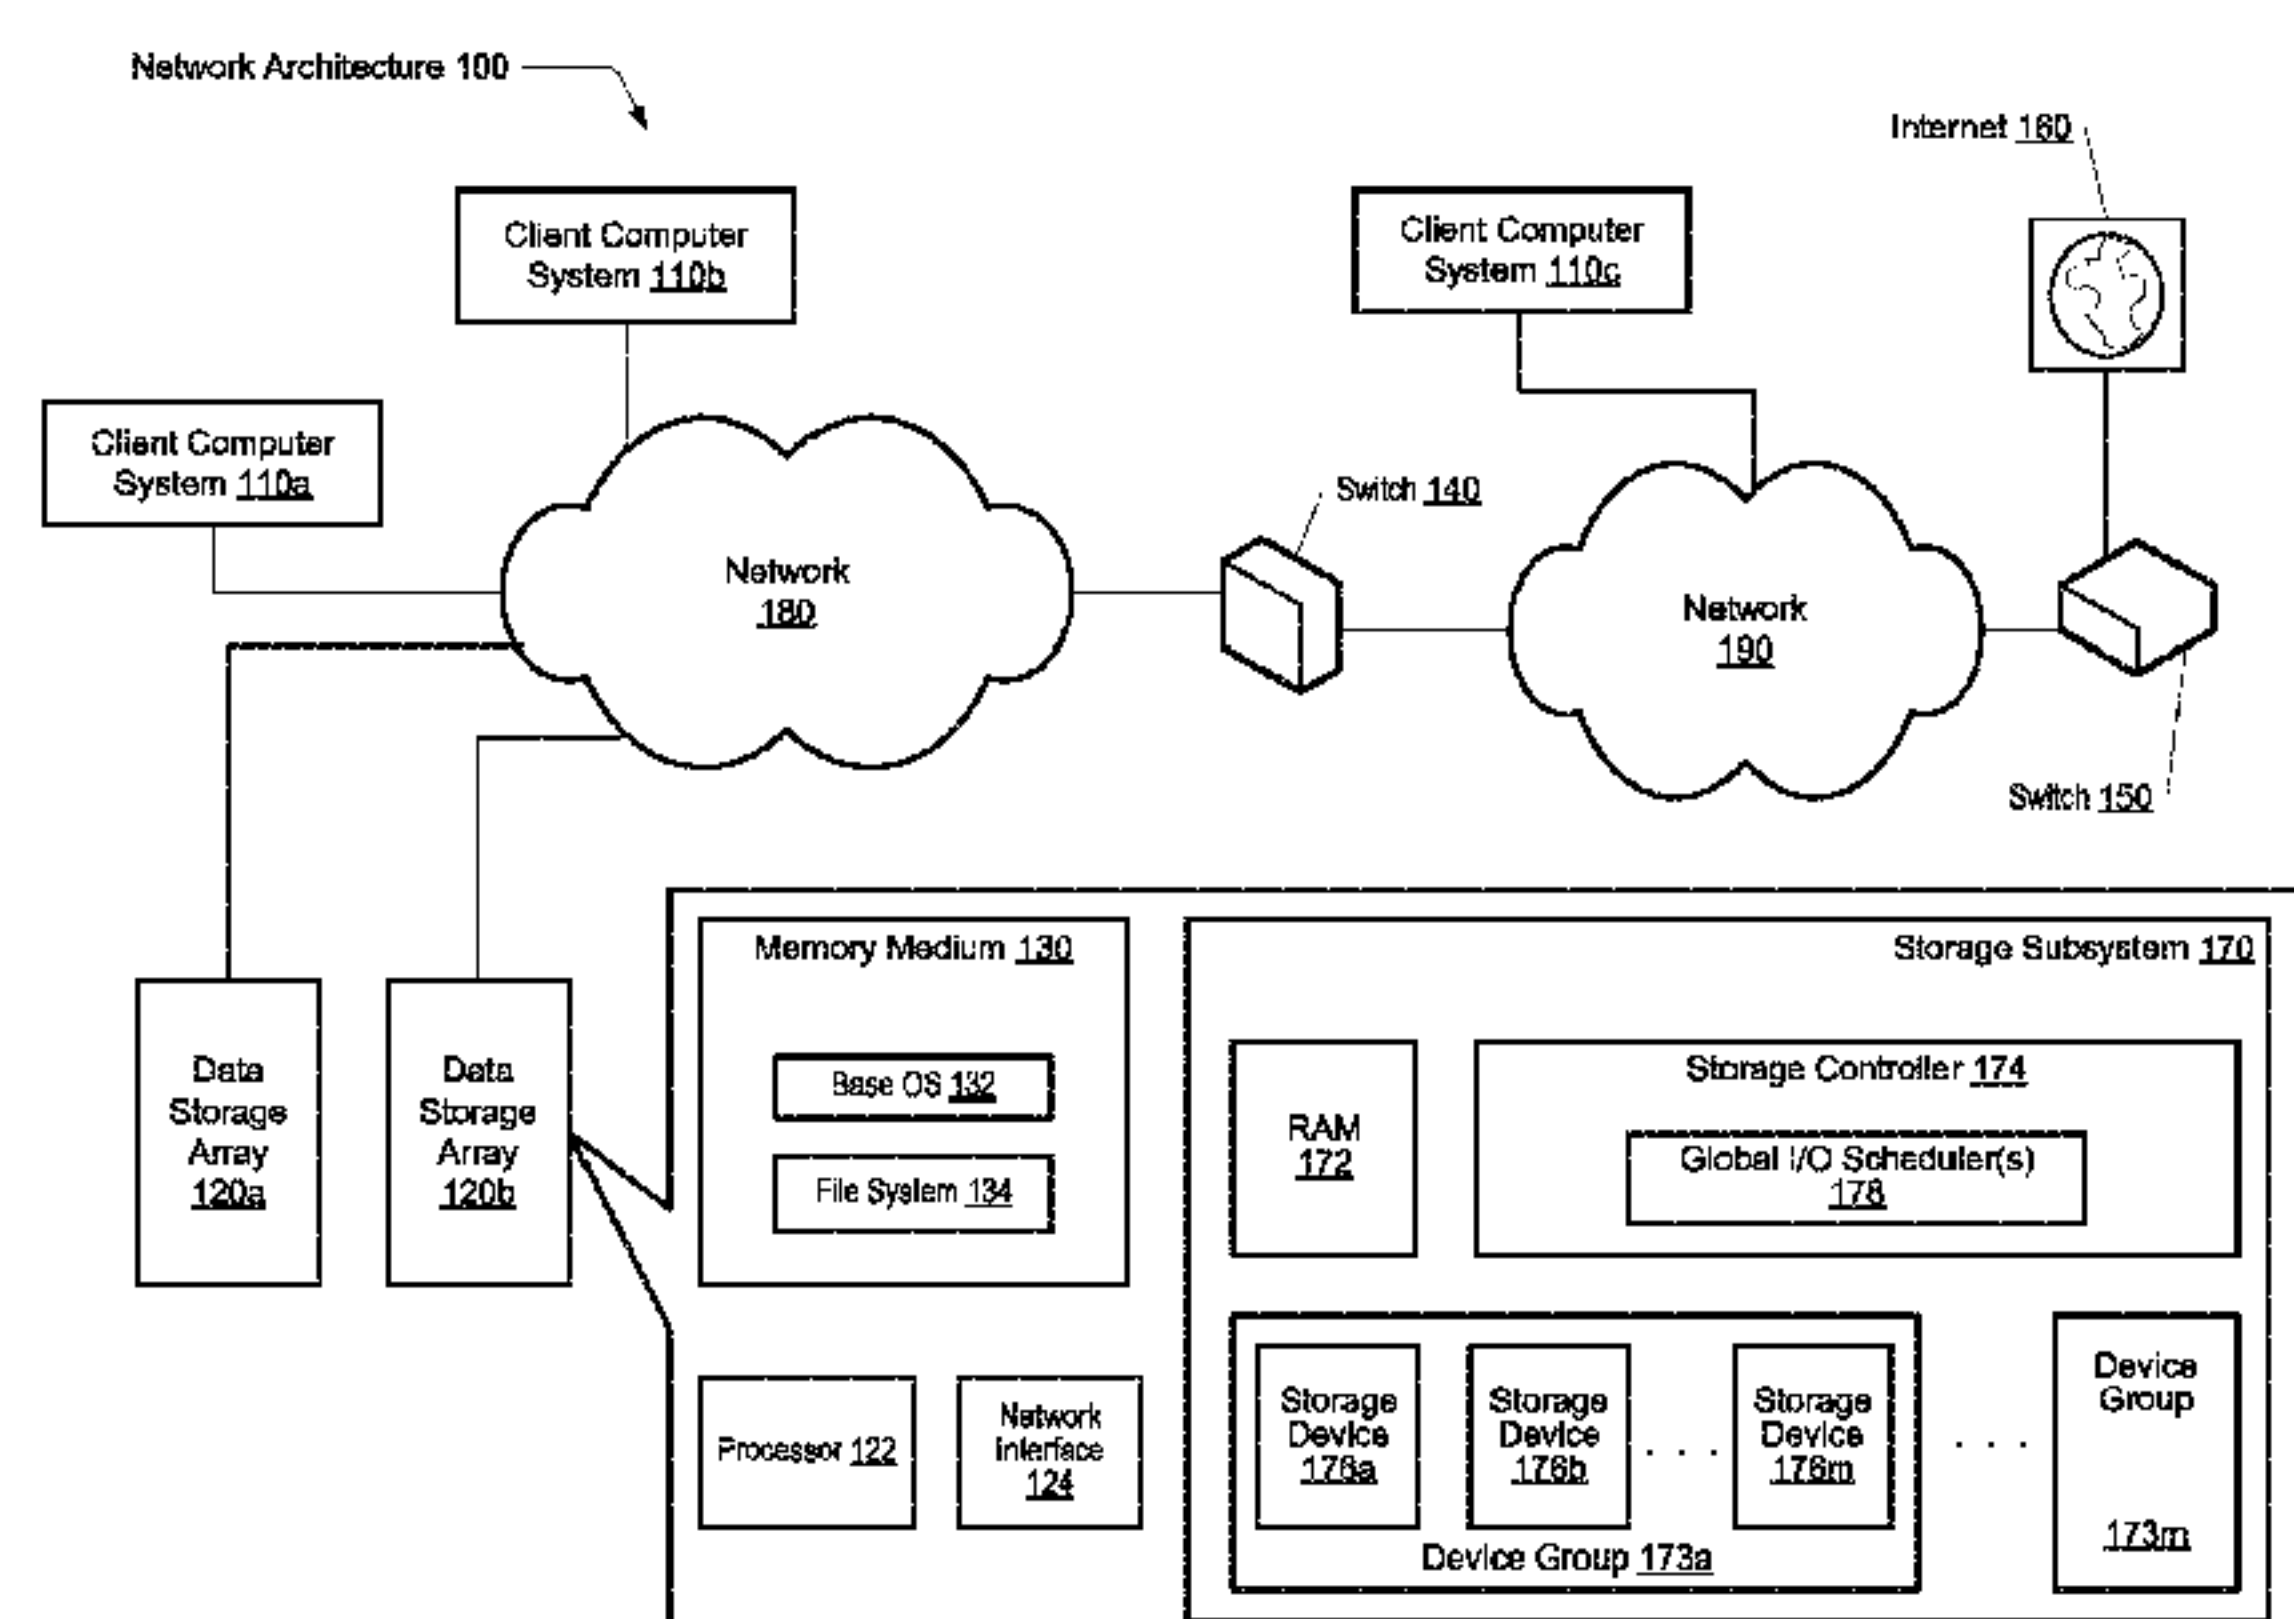 Network Architecture 100
Internet 160
Client Computer
System 110b
Client Computer
System 110c
Client Computer
System 110a
Switch 140
Network
180
Network
190
Switch 150
Memory Medium 130
Storage Subsystem 170
Data
Storage
Array
120a
Data
Storage
Array
120b
Base OS 132
File System 134
RAM
172
Storage Controller 174
Global I/O Scheduler(s)
178
Processor 122
Network
Interface
124
Storage
Device
176a
Storage
Device
176b
. . .
Storage
Device
176m
Device Group 173a
. . .
Device
Group
173m